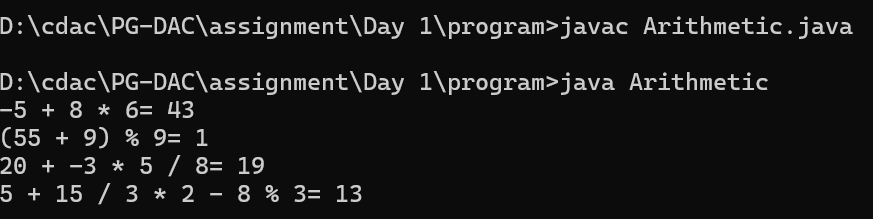 D:\cdac\PG-DAC\assignment\Day 1\program>javac Arithmetic.java
D:\cdac\PG-DAC\assignment\Day 1\program>java Arithmetic
-5 + 8 * 6= 43
(55 + 9) % 9= 1
20 + -3 * 5 / 8= 19
5 + 15 / 3 * 2 - 8 % 3= 13